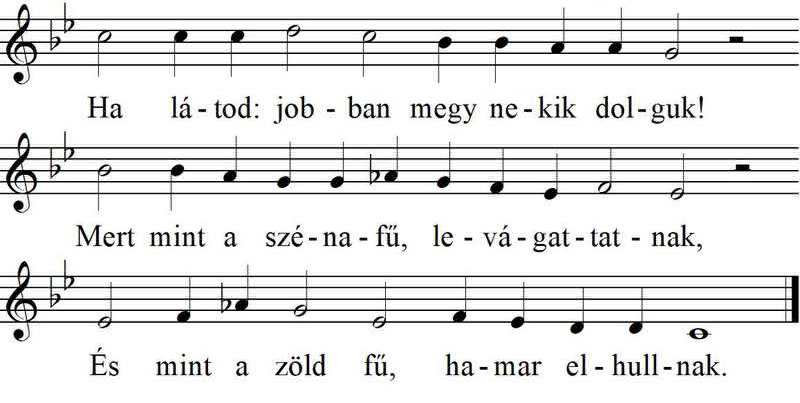 Ha lá-tod: job-ban megy ne-kik dol-guk!
Mert mint a szé-na-fű, le-vá-gat-tat-nak,
És mint a zöld fű, ha-mar el-hull-nak.